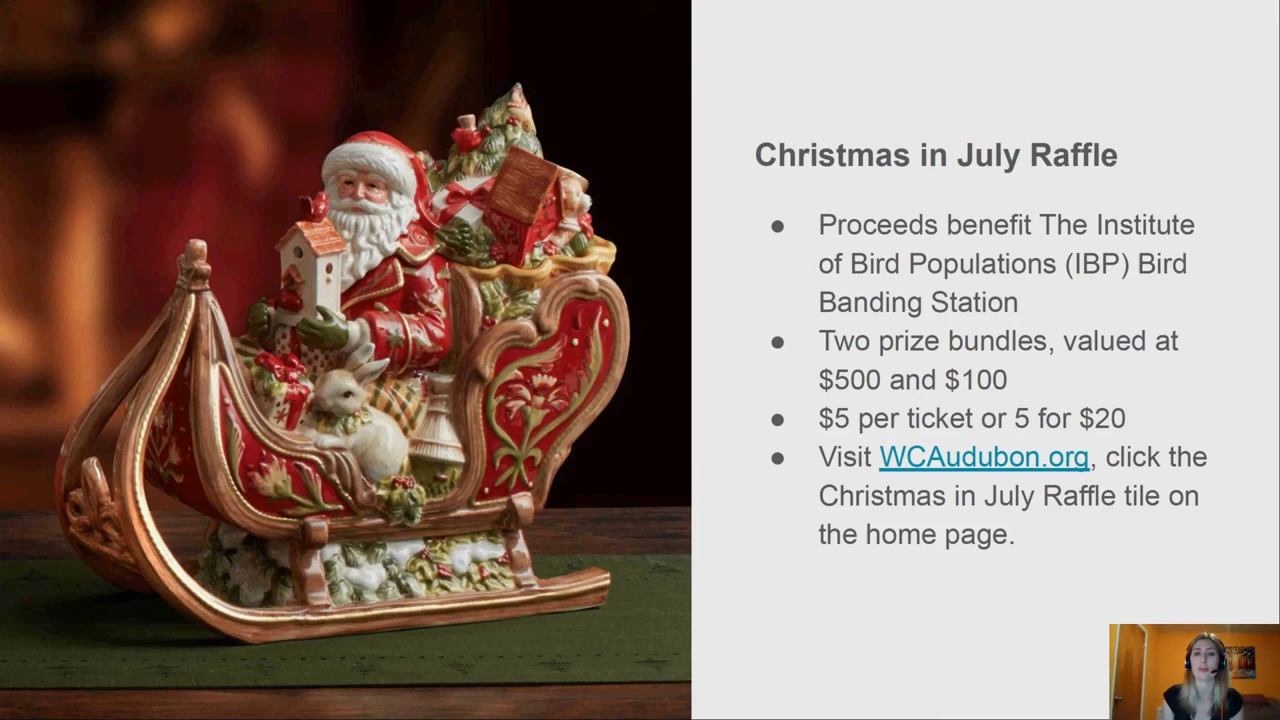 Christmas in July Raffle
● Proceeds benefit The Institute
of Bird Populations (IBP) Bird
Banding Station
● Two prize bundles, valued at
$500 and $100
● $5 per ticket or 5 for $20
● Visit WCAudubon.org, click the
Christmas in July Raffle tile on
the home page.